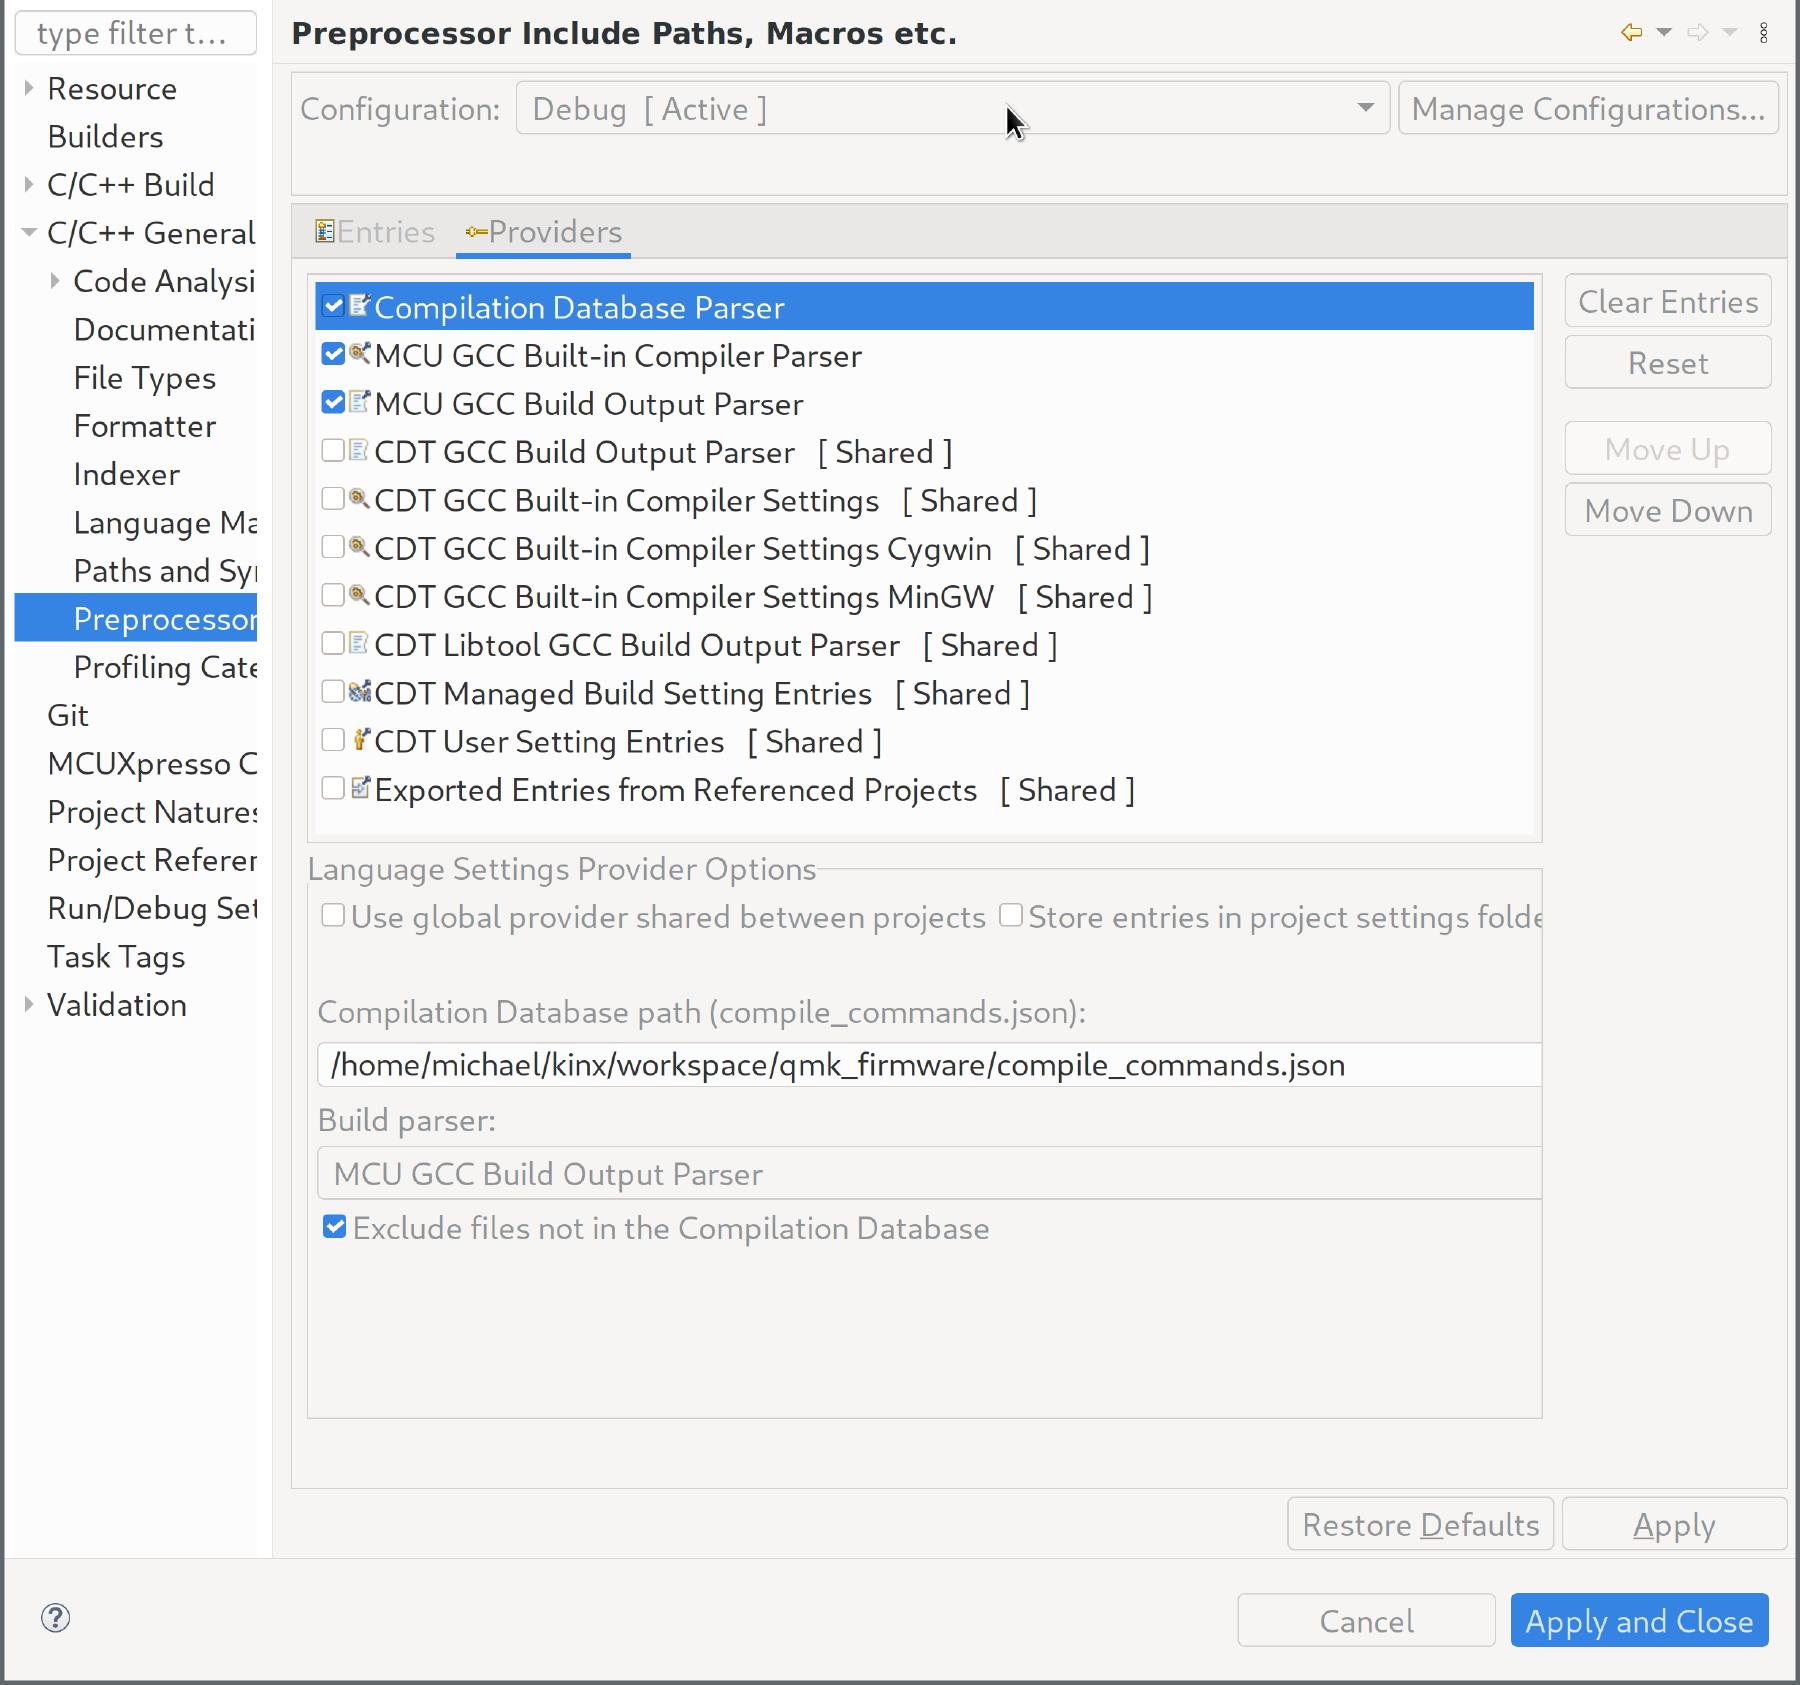 type filter t...
Preprocessor Include Paths, Macros etc.
Resource
Builders
C/C++ Build
C/C++ General
Code Analysi
Documentati
File Types
Formatter
Indexer
Language Ma
Paths and Syn
Preprocessor
Profiling Cate
Git
MCUXpresso C
Project Natures
Project Referen
Run/Debug Set
Task Tags
Validation
Configuration: Debug [ Active ] Manage Configurations...
Entries Providers
Compilation Database Parser
MCU GCC Built-in Compiler Parser
MCU GCC Build Output Parser
CDT GCC Build Output Parser [ Shared ]
CDT GCC Built-in Compiler Settings [ Shared ]
CDT GCC Built-in Compiler Settings Cygwin [ Shared ]
CDT GCC Built-in Compiler Settings MinGW [ Shared ]
CDT Libtool GCC Build Output Parser [ Shared ]
CDT Managed Build Setting Entries [ Shared ]
CDT User Setting Entries [ Shared ]
Exported Entries from Referenced Projects [ Shared ]
Clear Entries
Reset
Move Up
Move Down
Language Settings Provider Options
Use global provider shared between projects Store entries in project settings folde
Compilation Database path (compile_commands.json):
/home/michael/kinx/workspace/qmk_firmware/compile_commands.json
Build parser:
MCU GCC Build Output Parser
Exclude files not in the Compilation Database
Restore Defaults Apply
? Cancel Apply and Close